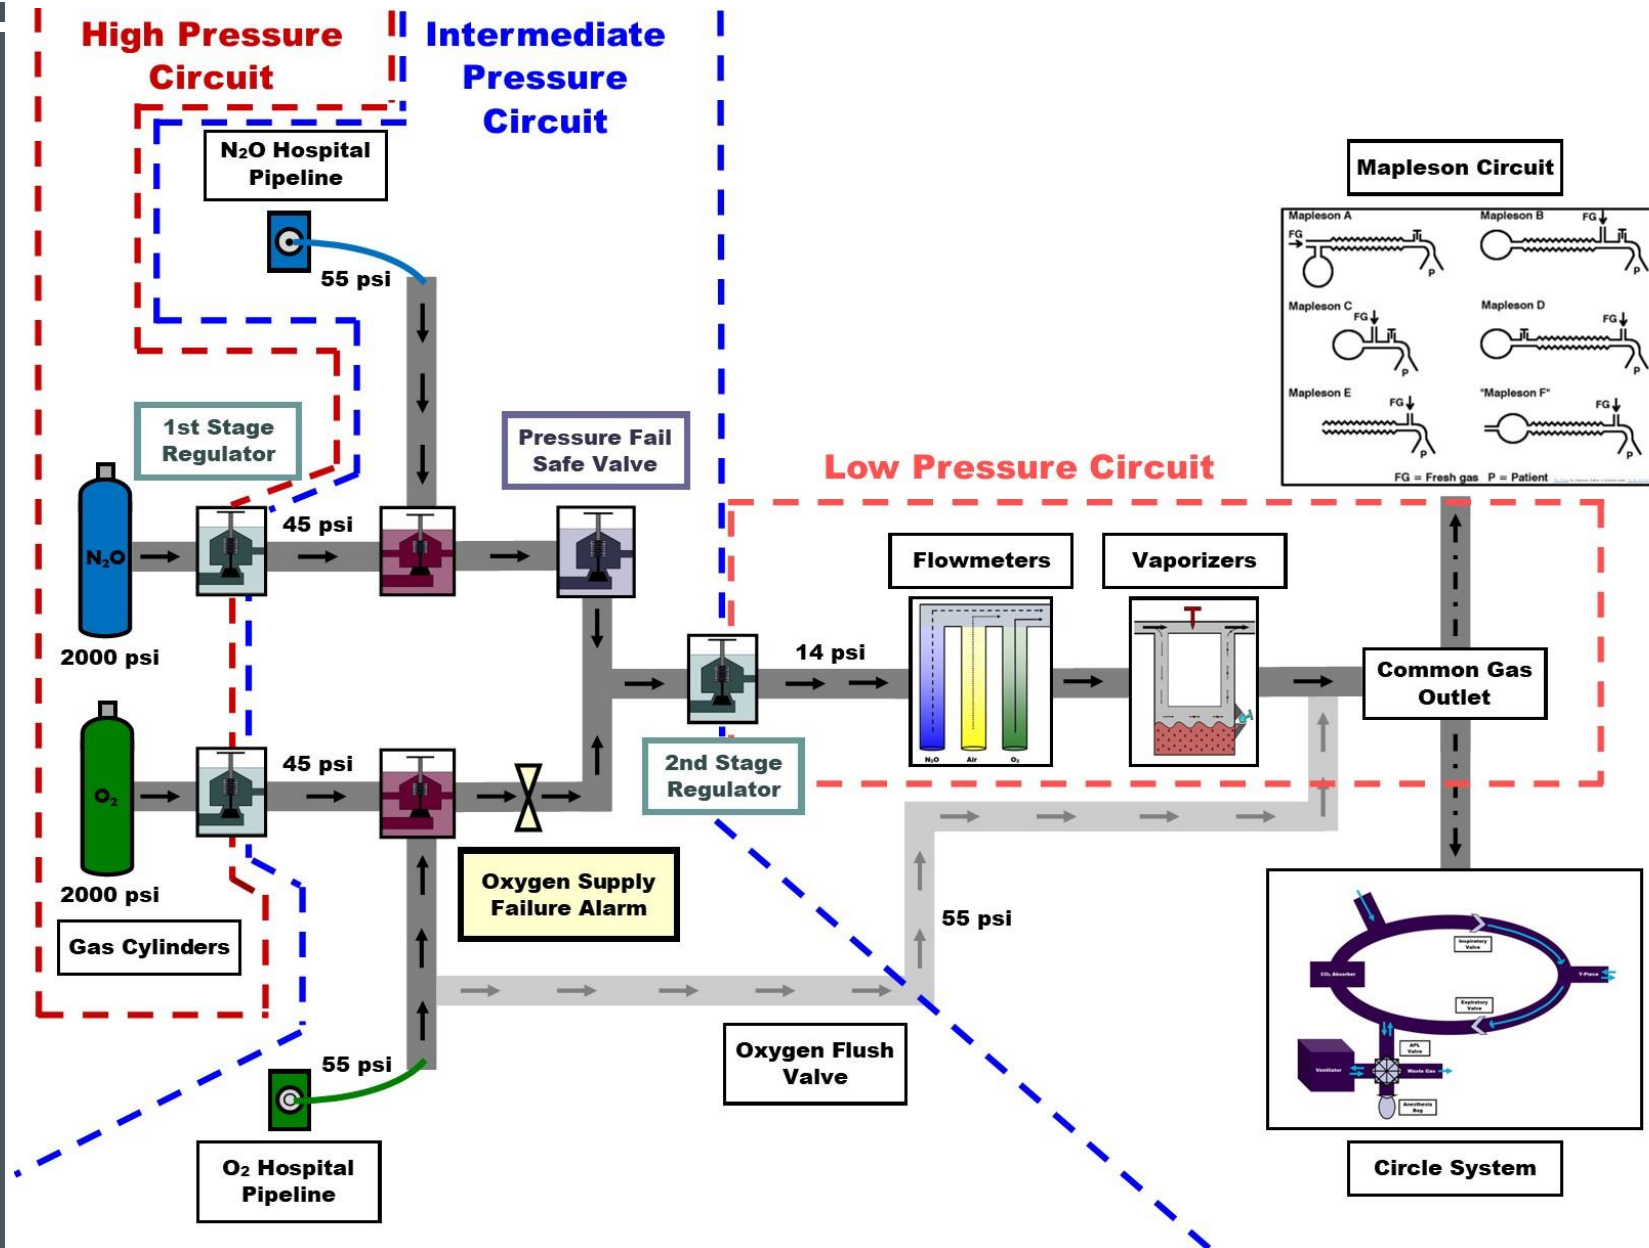 High Pressure
Circuit
Intermediate
Pressure
Circuit
N₂O Hospital
Pipeline
55 psi
1st Stage
Regulator
Pressure Fail
Safe Valve
N₂O
45 psi
2000 psi
O₂
45 psi
2000 psi
Gas Cylinders
Oxygen Supply
Failure Alarm
55 psi
O₂ Hospital
Pipeline
2nd Stage
Regulator
Oxygen Flush
Valve
55 psi
Low Pressure Circuit
14 psi
Flowmeters
N₂O Air O₂
Vaporizers
Common Gas
Outlet
Mapleson Circuit
Mapleson A
FG
P
Mapleson B
FG
P
Mapleson C
FG
P
Mapleson D
FG
P
Mapleson E
FG
P
"Mapleson F"
FG
P
FG = Fresh gas P = Patient
Inspiratory
Valve
CO₂ Absorber
Y-Piece
Expiratory
Valve
APL
Valve
Ventilator
Waste Gas
Anesthesia
Bag
Circle System